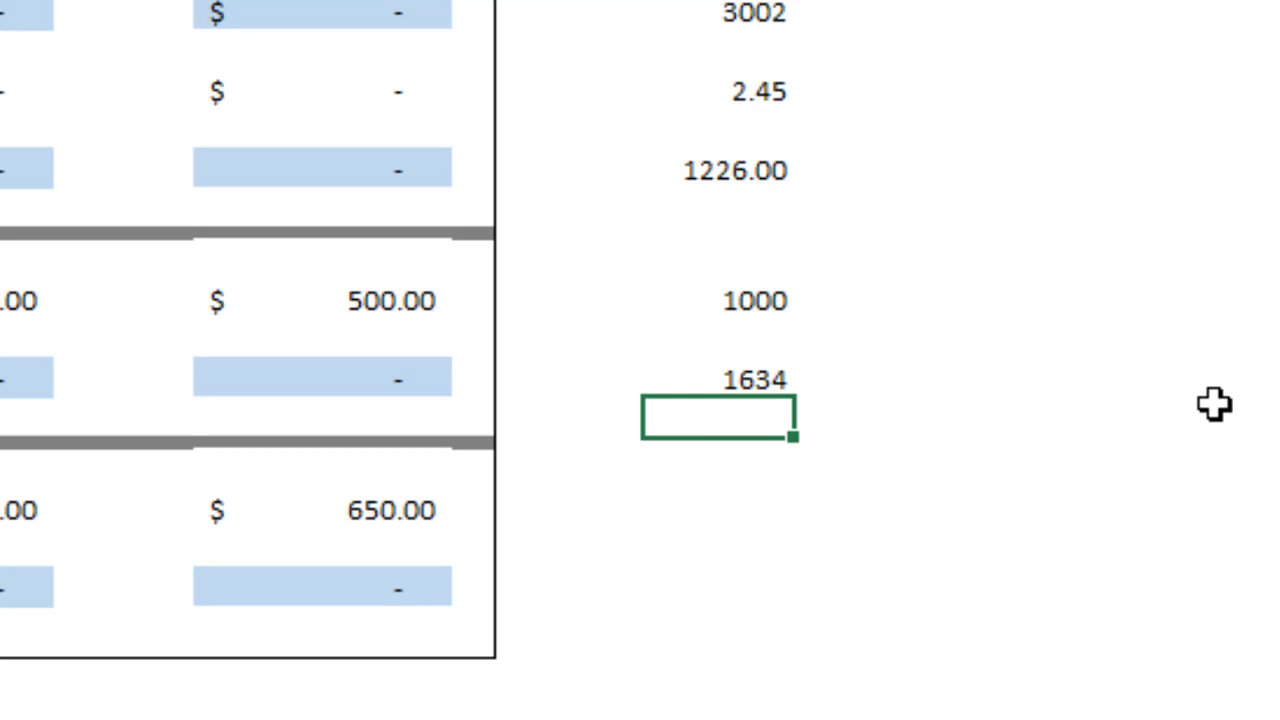 - $ - 3002
- $ - 2.45
- - 1226.00
.00 $ 500.00 1000
- - 1634
.00 $ 650.00
- -